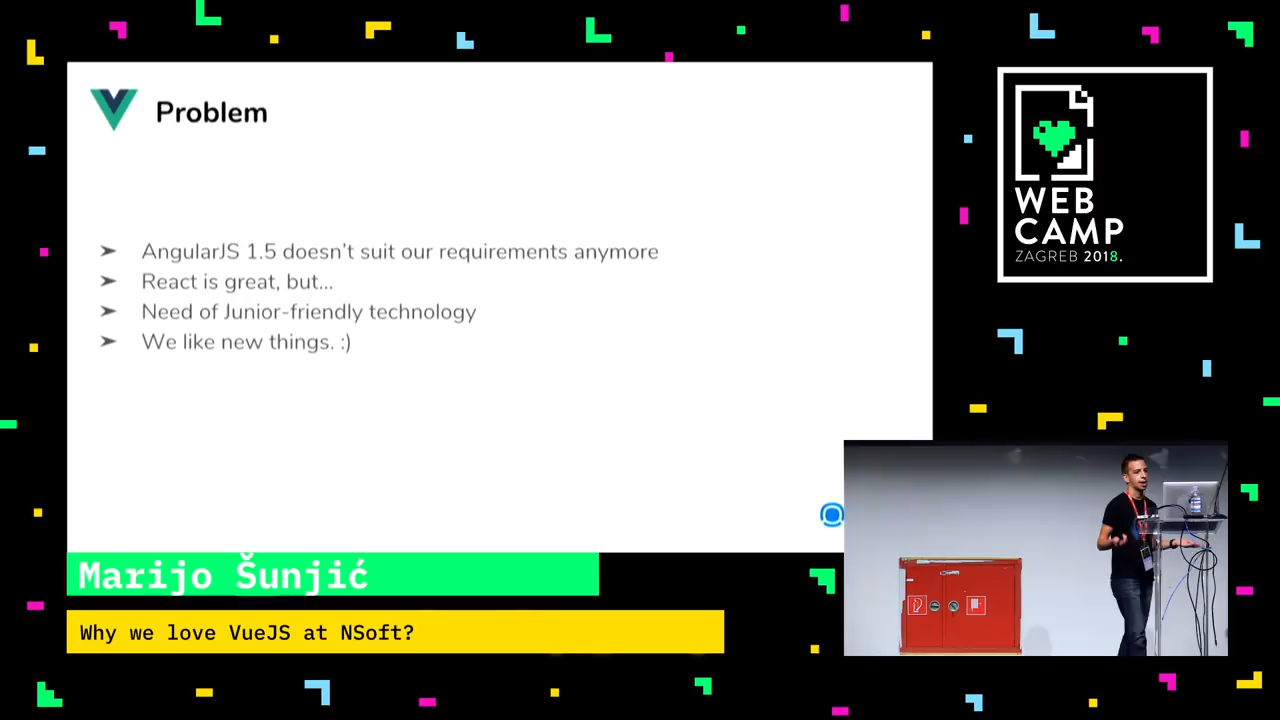 Problem
➤ AngularJS 1.5 doesn’t suit our requirements anymore
➤ React is great, but...
➤ Need of Junior-friendly technology
➤ We like new things. :)
WEB
CAMP
ZAGREB 2018.
Marijo Šunjić
Why we love VueJS at NSoft?